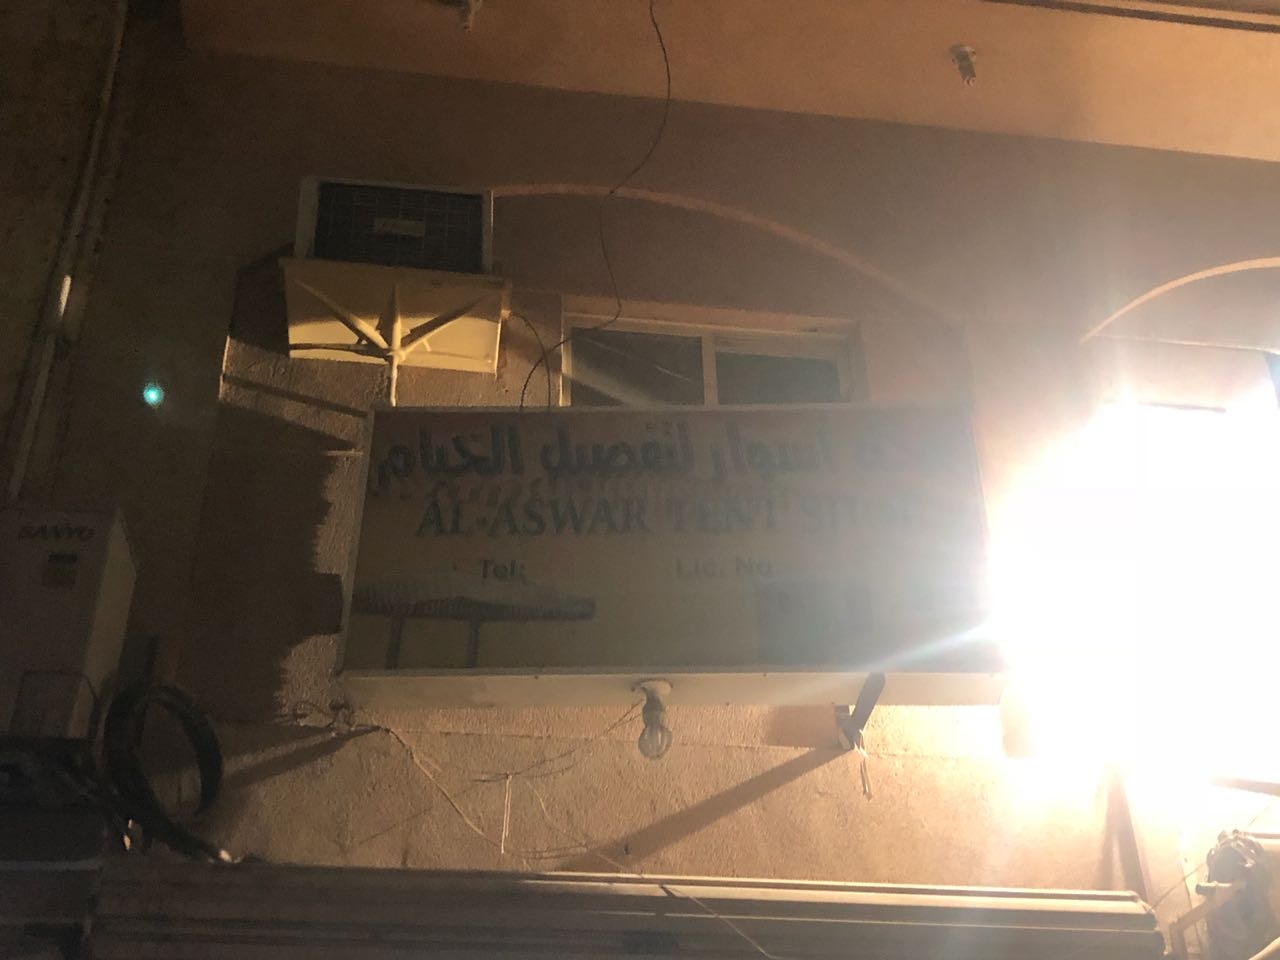 اسوار لتفصيل الخيام
AL-ASWAR TENT
Tel:
Lic. No
SANYO